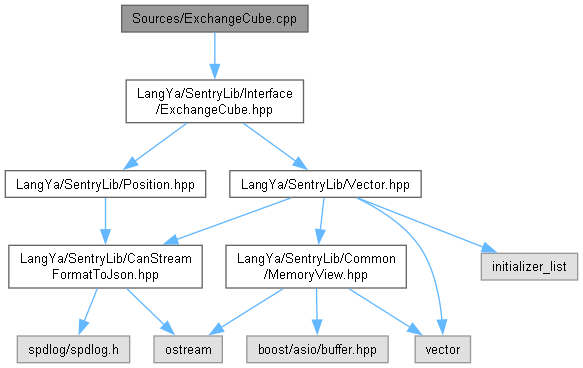 Sources/ExchangeCube.cpp
LangYa/SentryLib/Interface
/ExchangeCube.hpp
LangYa/SentryLib/Position.hpp
LangYa/SentryLib/Vector.hpp
LangYa/SentryLib/CanStream
FormatToJson.hpp
LangYa/SentryLib/Common
/MemoryView.hpp
initializer_list
spdlog/spdlog.h
ostream
boost/asio/buffer.hpp
vector